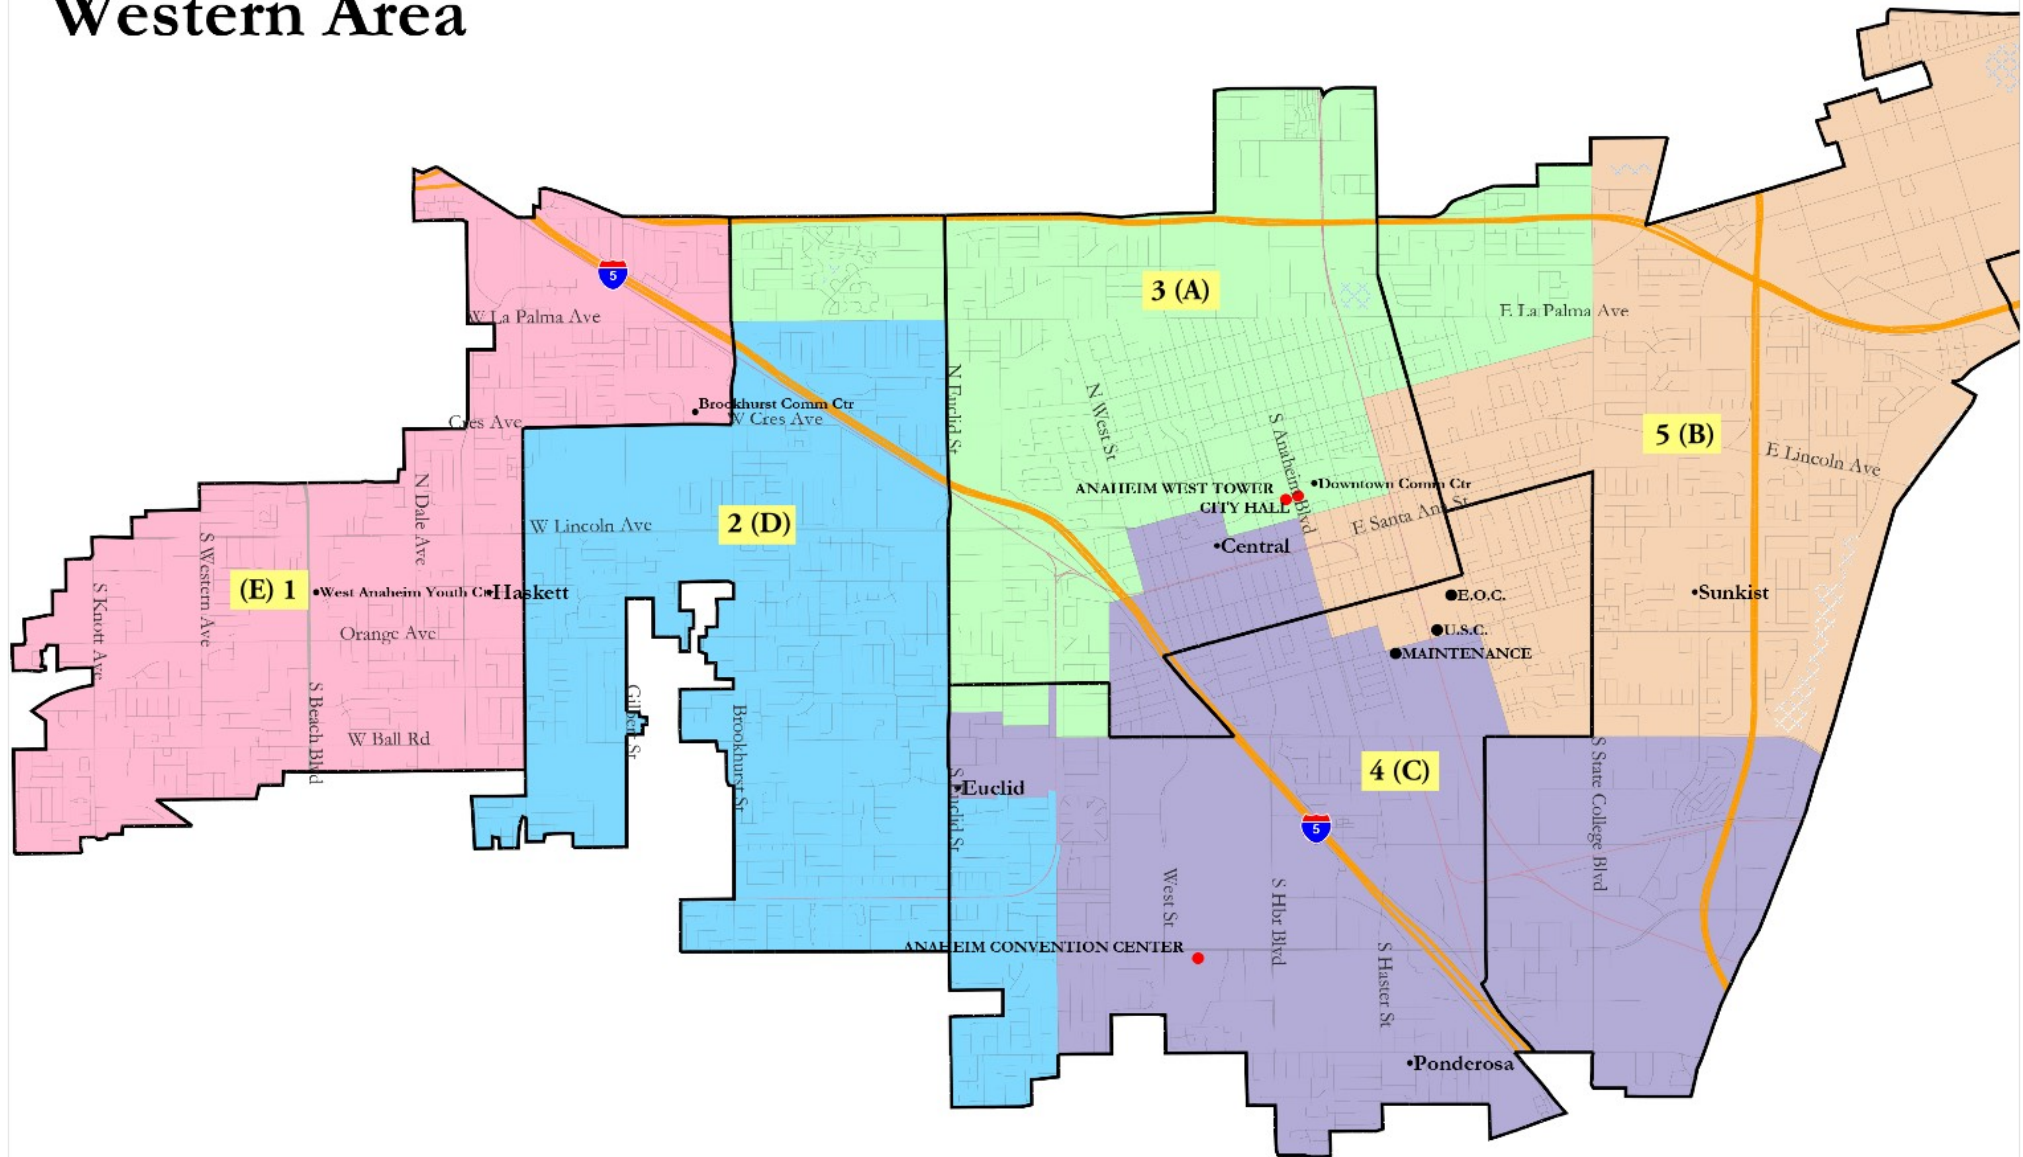 Western Area
5
3 (A)
W La Palma Ave
E La Palma Ave
Brookhurst Comm Ctr
W Cres Ave
Cres Ave
N Euclid St
N West St
S Anaheim Blvd
5 (B)
E Lincoln Ave
N Dale Ave
ANAHEIM WEST TOWER
Downtown Comm Ctr
CITY HALL
E Santa Ana St
W Lincoln Ave
2 (D)
Central
S Western Ave
S Knott Ave
(E) 1
West Anaheim Youth Ctr
Haskett
E.O.C.
Sunkist
Orange Ave
U.S.C.
MAINTENANCE
S Beach Blvd
Gilbert St
Brookhurst St
W Ball Rd
4 (C)
S State College Blvd
Euclid
S Euclid St
5
West St
S Hbr Blvd
ANAHEIM CONVENTION CENTER
S Haster St
Ponderosa